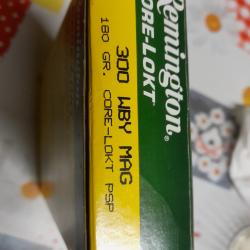 Remington®
CORE-LOKT
300 WBY MAG
180 GR. CORE-LOKT PSP